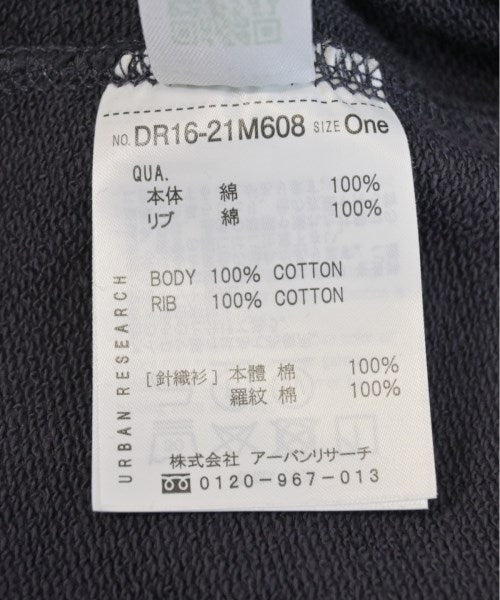 NO. DR16-21M608 SIZE One
QUA.
本体 綿 100%
リブ 綿 100%
BODY 100% COTTON
RIB 100% COTTON
[針織衫] 本體 棉 100%
羅紋 棉 100%
URBAN RESEARCH
株式会社 アーバンリサーチ
0120-967-013